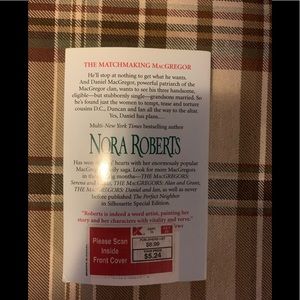 THE MATCHMAKING MACGREGOR
He'll stop at nothing to get what he wants.
And Daniel MacGregor, powerful patriarch of the
MacGregor clan, wants to see his three handsome,
eligible—but stubbornly single—grandsons married. So
he's found just the women to tempt, tease and torture
cousins D.C., Duncan and Ian all the way to the altar.
Yes, Daniel has plans....
Multi-New York Times bestselling author
NORA ROBERTS
Has won hearts with her enormously popular
MacGregor family saga. Look for more MacGregors
in the months—THE MACGREGORS:
Serena and THE MACGREGORS: Alan and Grant,
THE MACGREGORS: Daniel and Ian, as well as never
before published The Perfect Neighbor
in Silhouette Special Edition.
"Roberts is indeed a word artist, painting her
story and her characters with vitality and verve."
Please Scan
Inside
Front Cover
K
$6.99
$5.24